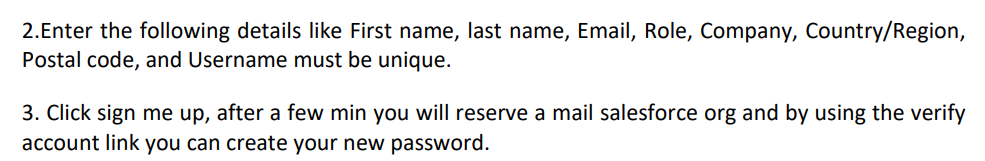 2.Enter the following details like First name, last name, Email, Role, Company, Country/Region,
Postal code, and Username must be unique.
3. Click sign me up, after a few min you will reserve a mail salesforce org and by using the verify
account link you can create your new password.